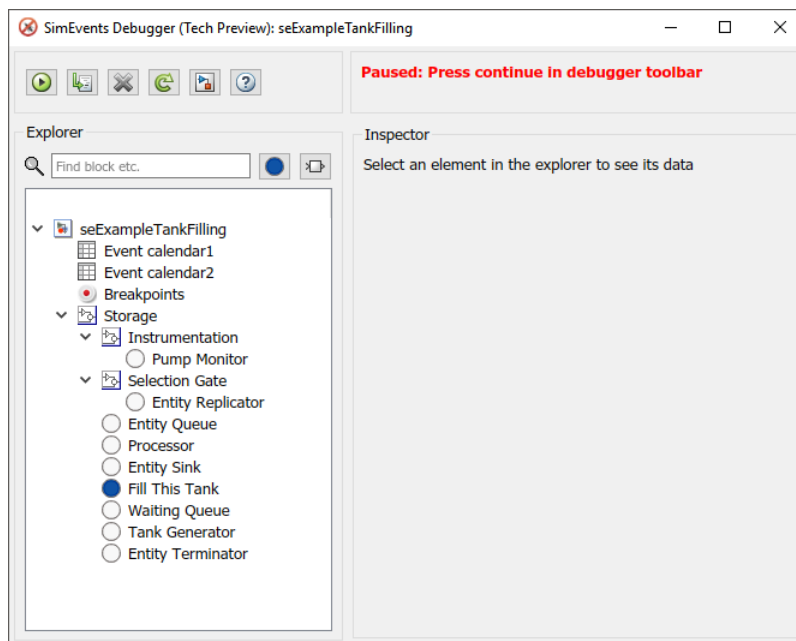 SimEvents Debugger (Tech Preview): seExampleTankFilling
Paused: Press continue in debugger toolbar
Explorer
Find block etc.
seExampleTankFilling
Event calendar1
Event calendar2
Breakpoints
Storage
Instrumentation
Pump Monitor
Selection Gate
Entity Replicator
Entity Queue
Processor
Entity Sink
Fill This Tank
Waiting Queue
Tank Generator
Entity Terminator
Inspector
Select an element in the explorer to see its data